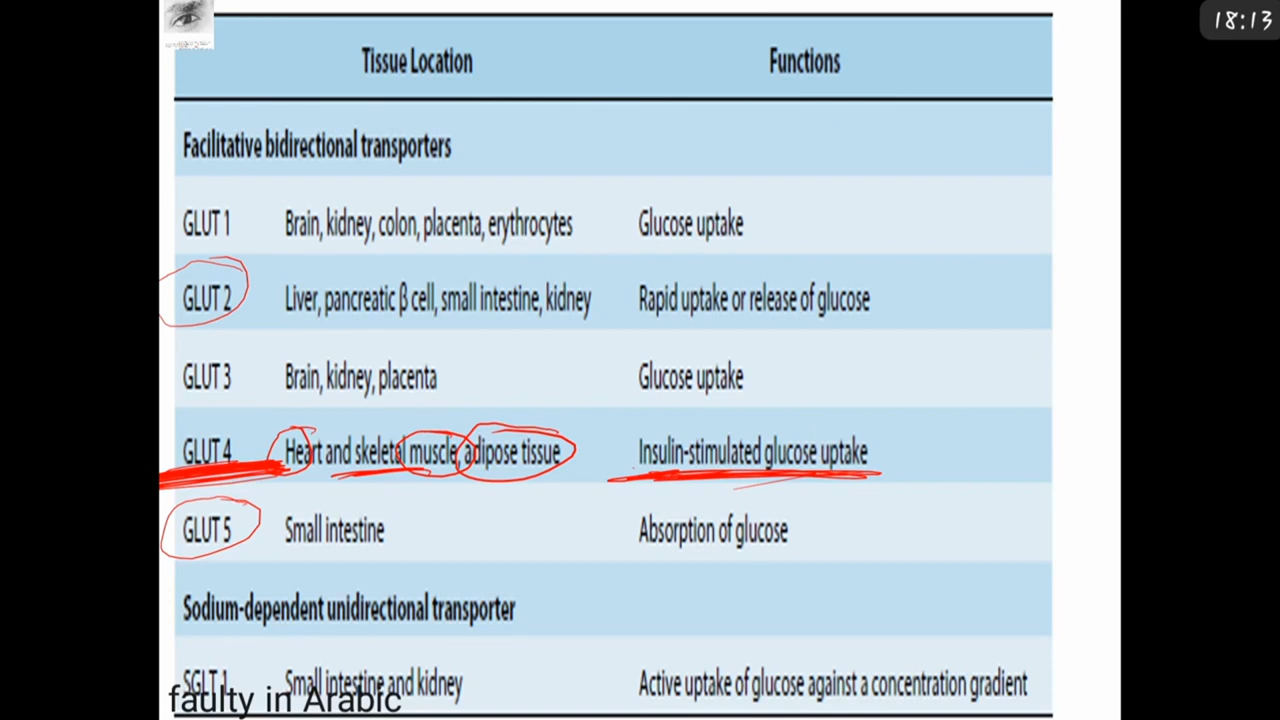 18:13
Tissue Location Functions
Facilitative bidirectional transporters
GLUT 1 Brain, kidney, colon, placenta, erythrocytes Glucose uptake
GLUT 2 Liver, pancreatic β cell, small intestine, kidney Rapid uptake or release of glucose
GLUT 3 Brain, kidney, placenta Glucose uptake
GLUT 4 Heart and skeletal muscle, adipose tissue Insulin-stimulated glucose uptake
GLUT 5 Small intestine Absorption of glucose
Sodium-dependent unidirectional transporter
SGLT 1 Small intestine and kidney Active uptake of glucose against a concentration gradient
faulty in Arabic